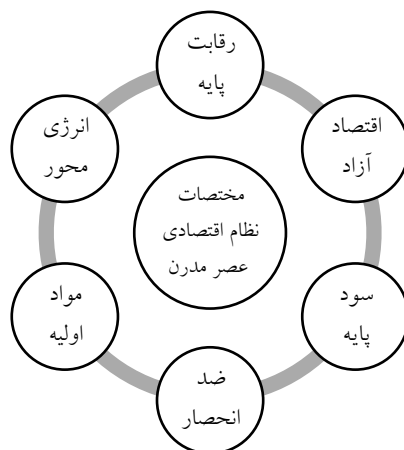 رقابت
پایه
اقتصاد
آزاد
سود
پایه
ضد
انحصار
مواد
اولیه
انرژی
محور
مختصات
نظام اقتصادی
عصر مدرن